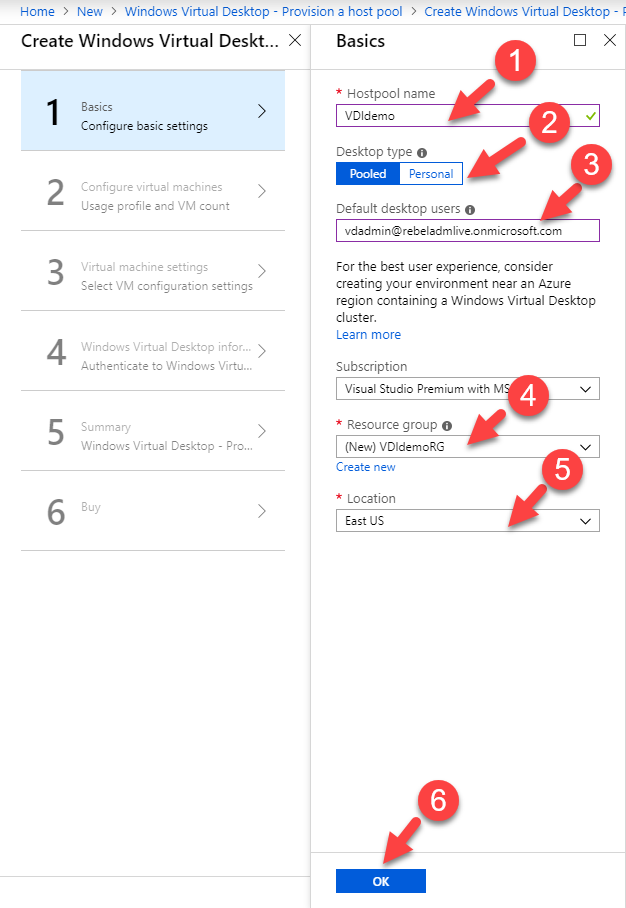 Home > New > Windows Virtual Desktop - Provision a host pool > Create Windows Virtual Desktop -
Create Windows Virtual Deskt...
Basics
1
1
Basics
Configure basic settings
2
Configure virtual machines
Usage profile and VM count
3
Virtual machine settings
Select VM configuration settings
4
Windows Virtual Desktop infor...
Authenticate to Windows Virtu...
5
Summary
Windows Virtual Desktop - Pro...
6
Buy
* Hostpool name
VDIdemo
2
Desktop type
Pooled
Personal
3
Default desktop users
vdadmin@rebeladmlive.onmicrosoft.com
For the best user experience, consider
creating your environment near an Azure
region containing a Windows Virtual Desktop
cluster.
Learn more
Subscription
Visual Studio Premium with MS
4
* Resource group
(New) VDIdemoRG
Create new
5
* Location
East US
6
OK